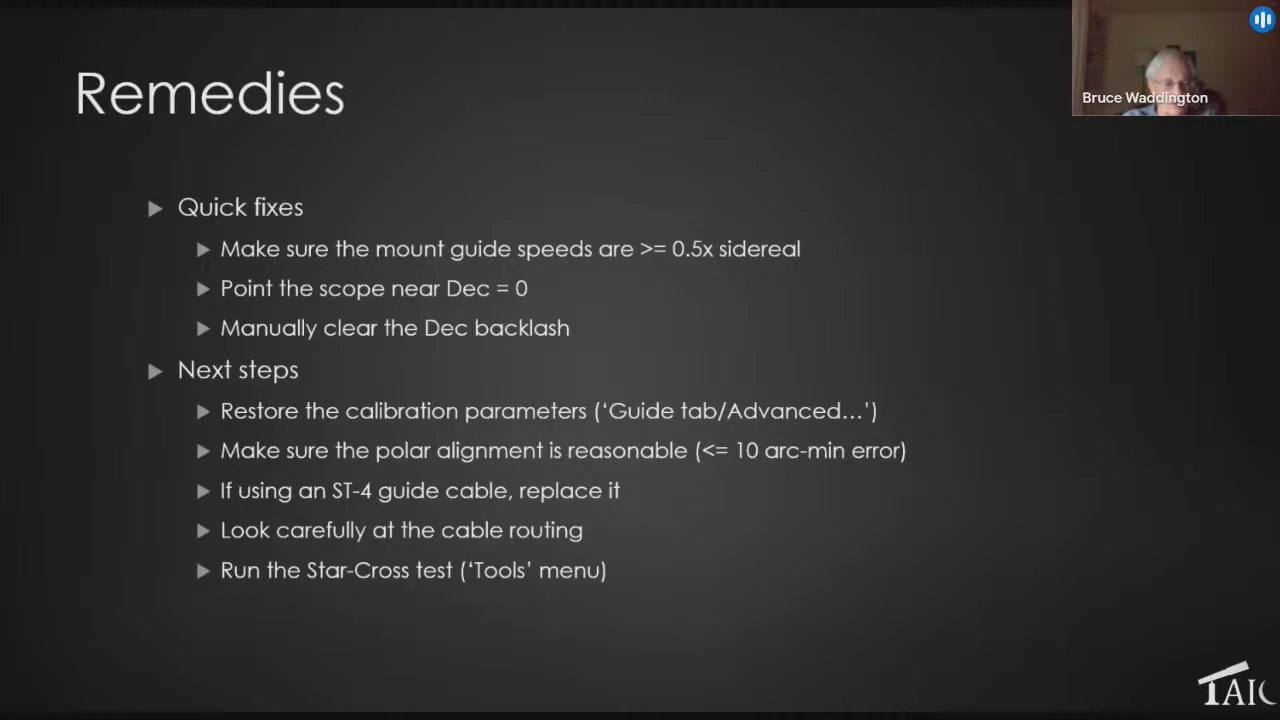 Remedies
Bruce Waddington
Quick fixes
Make sure the mount guide speeds are >= 0.5x sidereal
Point the scope near Dec = 0
Manually clear the Dec backlash
Next steps
Restore the calibration parameters (‘Guide tab/Advanced...’)
Make sure the polar alignment is reasonable (<= 10 arc-min error)
If using an ST-4 guide cable, replace it
Look carefully at the cable routing
Run the Star-Cross test (‘Tools’ menu)
TAIC